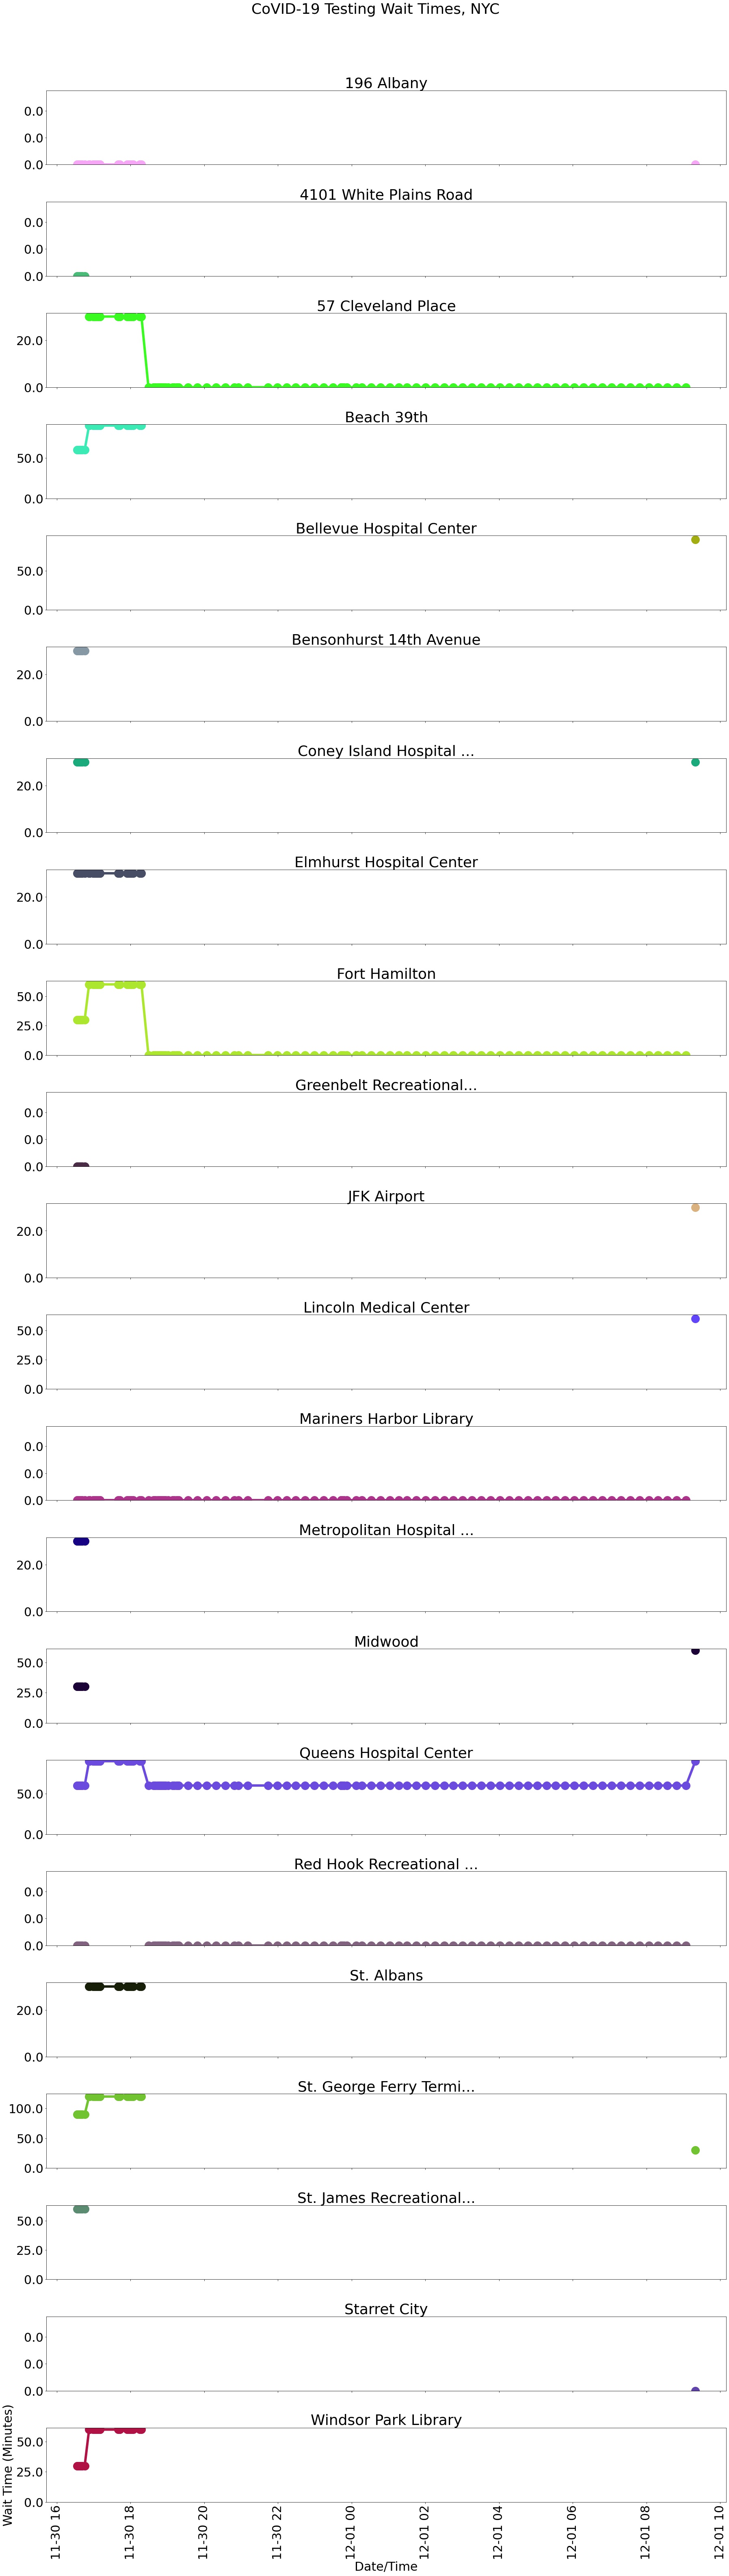 CoVID-19 Testing Wait Times, NYC
196 Albany
0.0
0.0
0.0
4101 White Plains Road
0.0
0.0
0.0
57 Cleveland Place
20.0
0.0
Beach 39th
50.0
0.0
Bellevue Hospital Center
50.0
0.0
Bensonhurst 14th Avenue
20.0
0.0
Coney Island Hospital ...
20.0
0.0
Elmhurst Hospital Center
20.0
0.0
Fort Hamilton
50.0
25.0
0.0
Greenbelt Recreational...
0.0
0.0
0.0
JFK Airport
20.0
0.0
Lincoln Medical Center
50.0
25.0
0.0
Mariners Harbor Library
0.0
0.0
0.0
Metropolitan Hospital ...
20.0
0.0
Midwood
50.0
25.0
0.0
Queens Hospital Center
50.0
0.0
Red Hook Recreational ...
0.0
0.0
0.0
St. Albans
20.0
0.0
St. George Ferry Termi...
100.0
50.0
0.0
St. James Recreational...
50.0
25.0
0.0
Starret City
0.0
0.0
0.0
Windsor Park Library
50.0
25.0
0.0
Wait Time (Minutes)
11-30 16
11-30 18
11-30 20
11-30 22
12-01 00
12-01 02
12-01 04
12-01 06
12-01 08
12-01 10
Date/Time